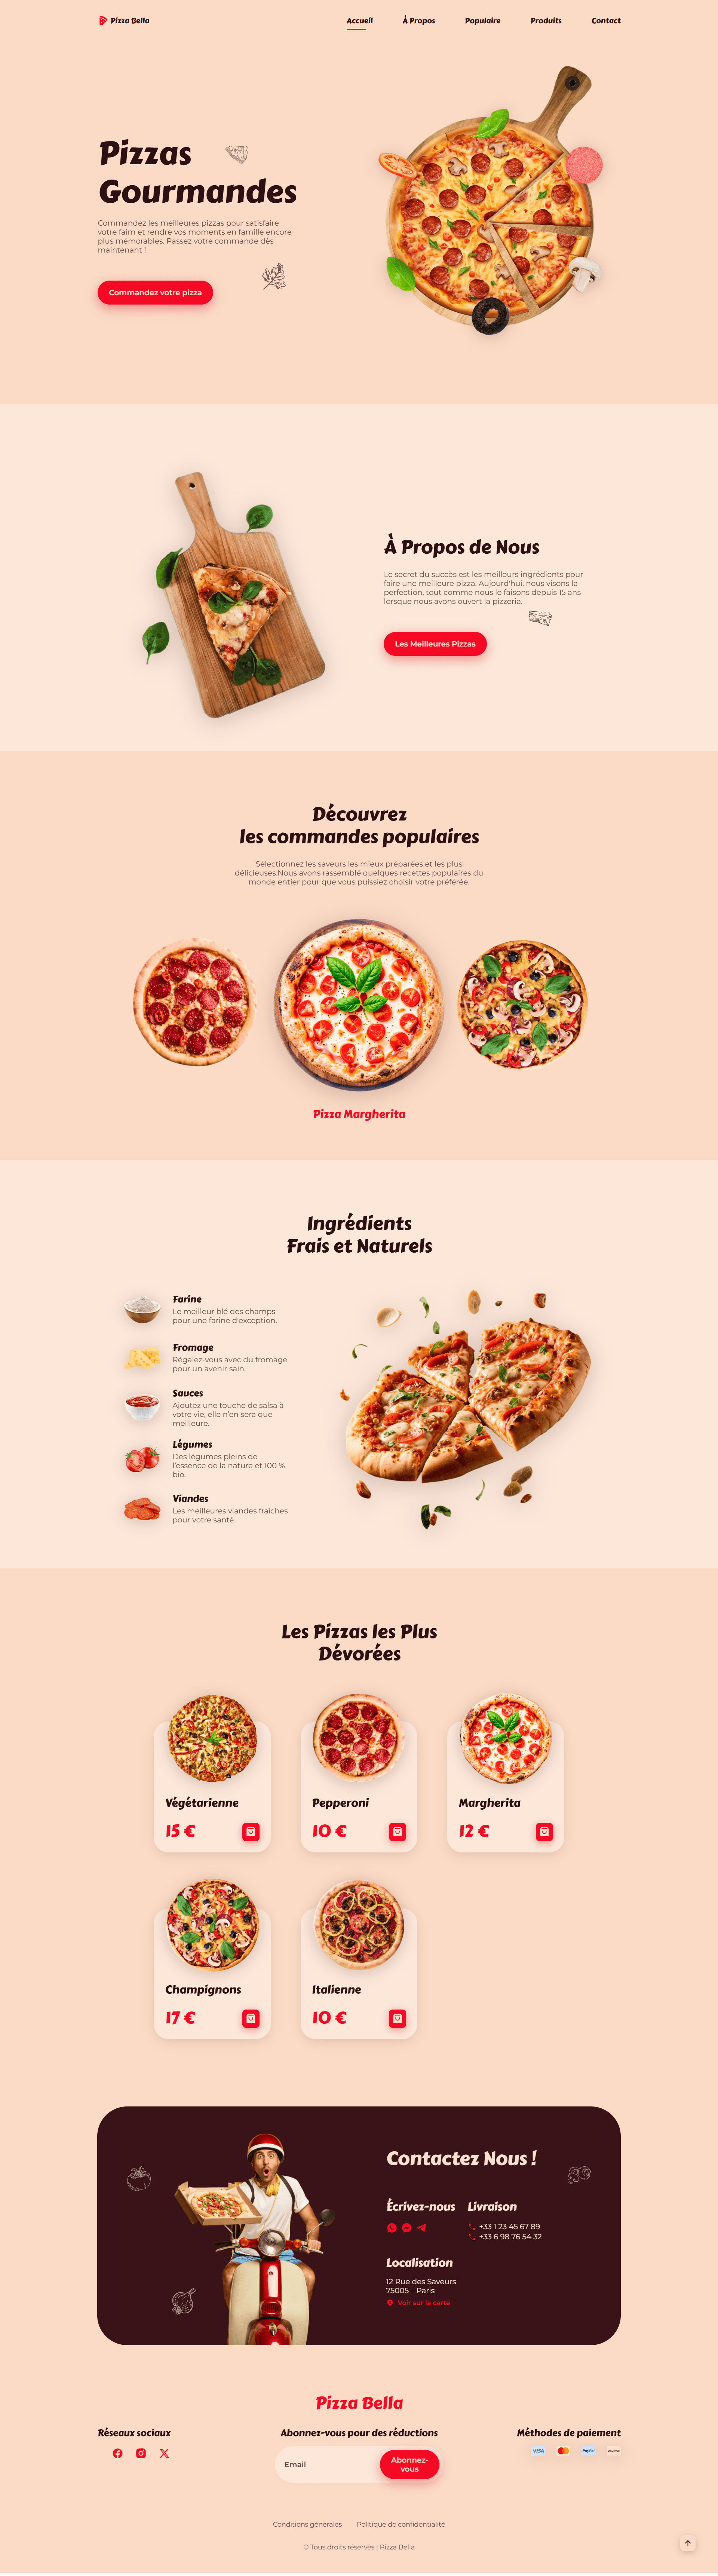 Pizza Bella
Accueil
À Propos
Populaire
Produits
Contact
Pizzas
Gourmandes
Commandez les meilleures pizzas pour satisfaire
votre faim et rendre vos moments en famille encore
plus mémorables. Passez votre commande dès
maintenant !
Commandez votre pizza
À Propos de Nous
Le secret du succès est les meilleurs ingrédients pour
faire une meilleure pizza. Aujourd'hui, nous visons la
perfection, tout comme nous le faisons depuis 15 ans
lorsque nous avons ouvert la pizzeria.
Les Meilleures Pizzas
Découvrez
les commandes populaires
Sélectionnez les saveurs les mieux préparées et les plus
délicieuses.Nous avons rassemblé quelques recettes populaires du
monde entier pour que vous puissiez choisir votre préférée.
Pizza Margherita
Ingrédients
Frais et Naturels
Farine
Le meilleur blé des champs
pour une farine d'exception.
Fromage
Régalez-vous avec du fromage
pour un avenir sain.
Sauces
Ajoutez une touche de salsa à
votre vie, elle n'en sera que
meilleure.
Légumes
Des légumes pleins de
l'essence de la nature et 100 %
bio.
Viandes
Les meilleures viandes fraîches
pour votre santé.
Les Pizzas les Plus
Dévorées
Végétarienne
15 €
Pepperoni
10 €
Margherita
12 €
Champignons
17 €
Italienne
10 €
Contactez Nous !
Écrivez-nous
Livraison
+33 1 23 45 67 89
+33 6 98 76 54 32
Localisation
12 Rue des Saveurs
75005 – Paris
Voir sur la carte
Pizza Bella
Réseaux sociaux
Abonnez-vous pour des réductions
Email
Abonnez-
vous
Méthodes de paiement
VISA
PayPal
Conditions générales
Politique de confidentialité
© Tous droits réservés | Pizza Bella